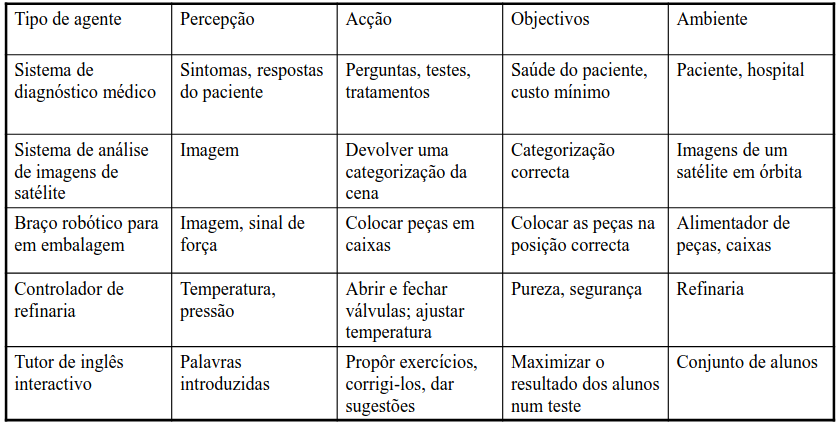 Tipo de agente Percepção Acção Objectivos Ambiente
Sistema de Sintomas, respostas Perguntas, testes, Saúde do paciente, Paciente, hospital
diagnóstico médico do paciente tratamentos custo mínimo
Sistema de análise Imagem Devolver uma Categorização Imagens de um
de imagens de categorização da correcta satélite em órbita
satélite cena
Braço robótico para Imagem, sinal de Colocar peças em Colocar as peças na Alimentador de
em embalagem força caixas posição correcta peças, caixas
Controlador de Temperatura, Abrir e fechar Pureza, segurança Refinaria
refinaria pressão válvulas; ajustar
temperatura
Tutor de inglês Palavras Propôr exercícios, Maximizar o Conjunto de alunos
interactivo introduzidas corrigi-los, dar resultado dos alunos
sugestões num teste